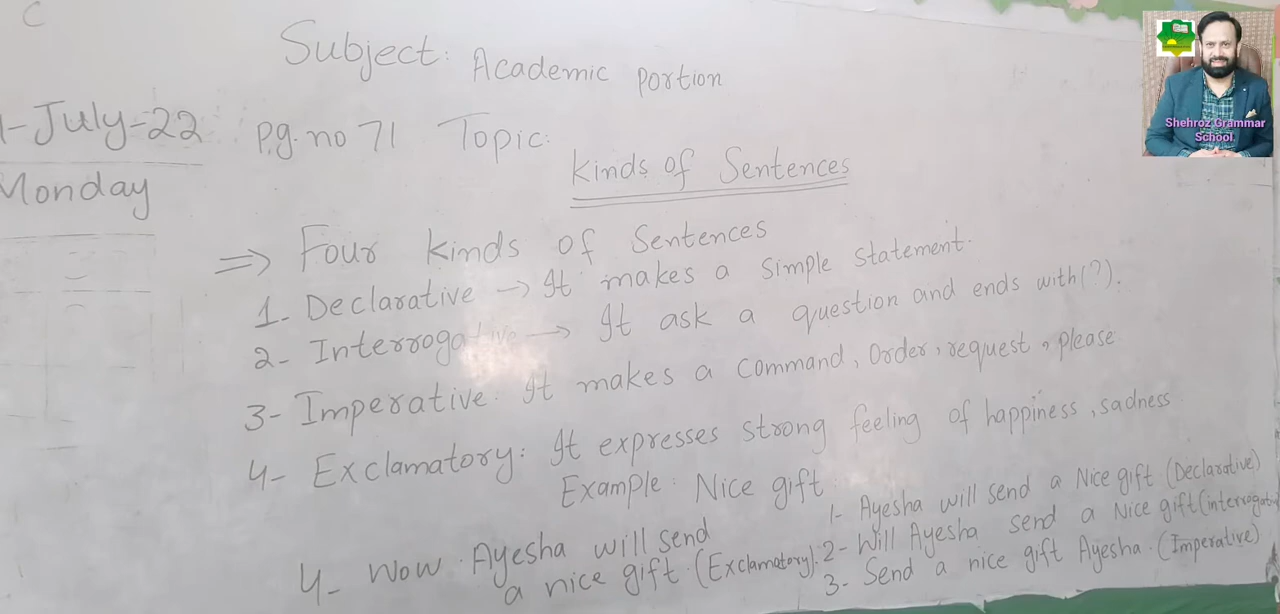 C
Subject: Academic portion
1-July-22
Monday
pg.no 71 Topic:
Kinds of Sentences
⇒ Four kinds of Sentences
1- Declarative → It makes a simple statement.
2- Interrogative → It ask a question and ends with(?).
3- Imperative. It makes a command, Order, request, please
4- Exclamatory: It expresses strong feeling of happiness, sadness
Example: Nice gift
1- Ayesha will send a Nice gift (Declarative)
2- Will Ayesha send a Nice gift (interrogativ
3- Send a nice gift Ayesha. (Imperative)
4- Wow. Ayesha will send
a nice gift. (Exclamatory).
Shehroz Grammar
School.